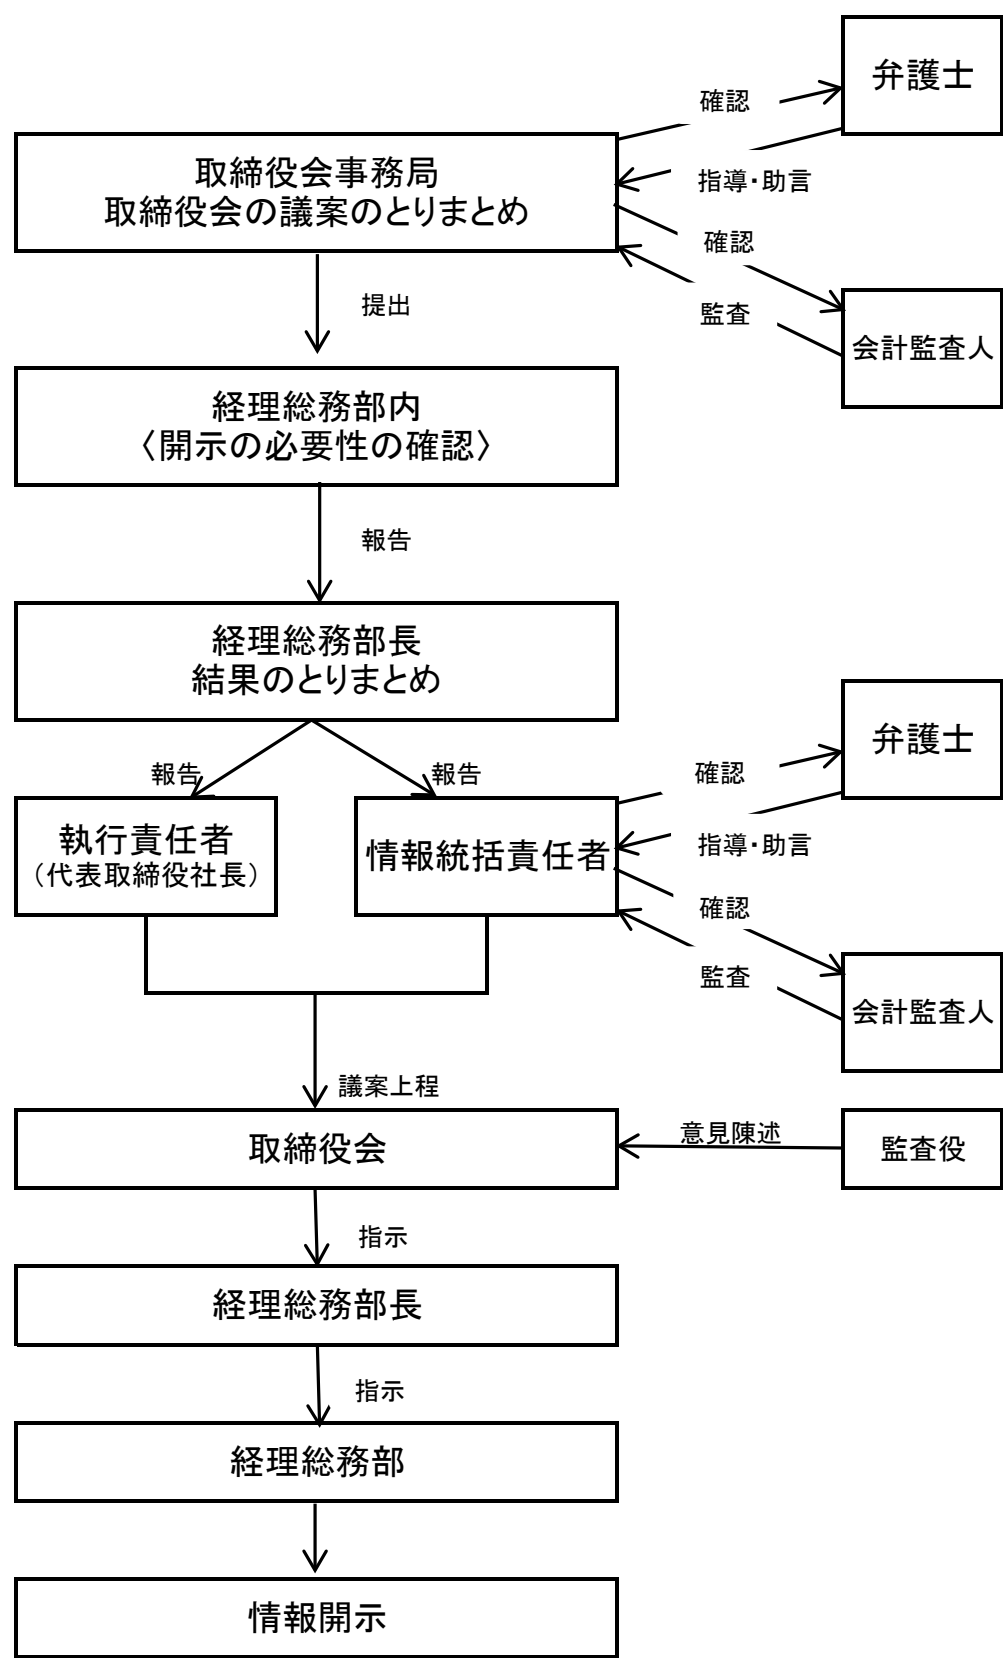 弁護士
確認
取締役会事務局
取締役会の議案のとりまとめ
指導・助言
確認
提出
監査
会計監査人
経理総務部内
〈開示の必要性の確認〉
報告
経理総務部長
結果のとりまとめ
弁護士
報告
報告
確認
執行責任者
（代表取締役社長）
情報統括責任者
指導・助言
確認
監査
会計監査人
議案上程
取締役会
意見陳述
監査役
指示
経理総務部長
指示
経理総務部
情報開示